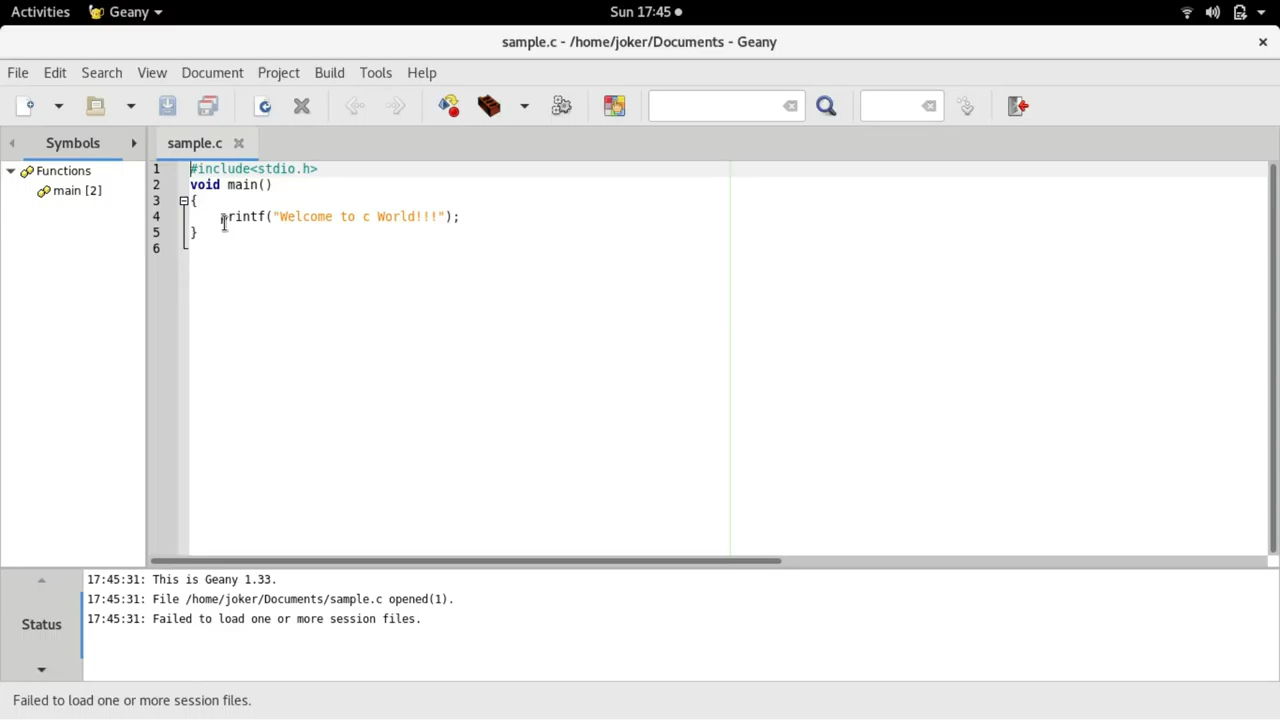 Activities Geany Sun 17:45
sample.c - /home/joker/Documents - Geany
File Edit Search View Document Project Build Tools Help
Symbols sample.c
Functions
main [2]
1 #include<stdio.h>
2 void main()
3 {
4 printf("Welcome to c World!!!");
5 }
6
17:45:31: This is Geany 1.33.
17:45:31: File /home/joker/Documents/sample.c opened(1).
Status
17:45:31: Failed to load one or more session files.
Failed to load one or more session files.